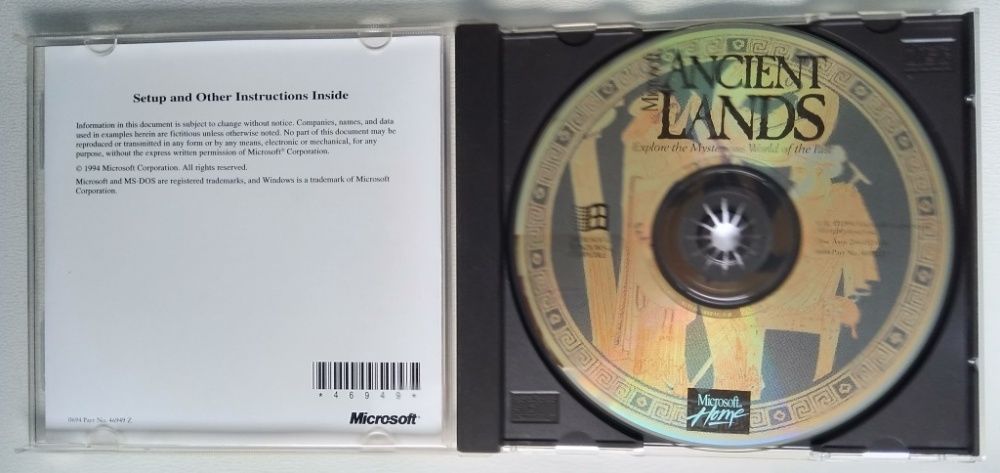 Setup and Other Instructions Inside
Information in this document is subject to change without notice. Companies, names, and data
used in examples herein are fictitious unless otherwise noted. No part of this document may be
reproduced or transmitted in any form or by any means, electronic or mechanical, for any
purpose, without the express written permission of Microsoft® Corporation.
© 1994 Microsoft Corporation. All rights reserved.
Microsoft and MS-DOS are registered trademarks, and Windows is a trademark of Microsoft
Corporation.
*46949*
0694 Part No. 46949 Z
Microsoft®
Microsoft
ANCIENT
LANDS
Explore the Mysterious World of the Past
Microsoft
Home